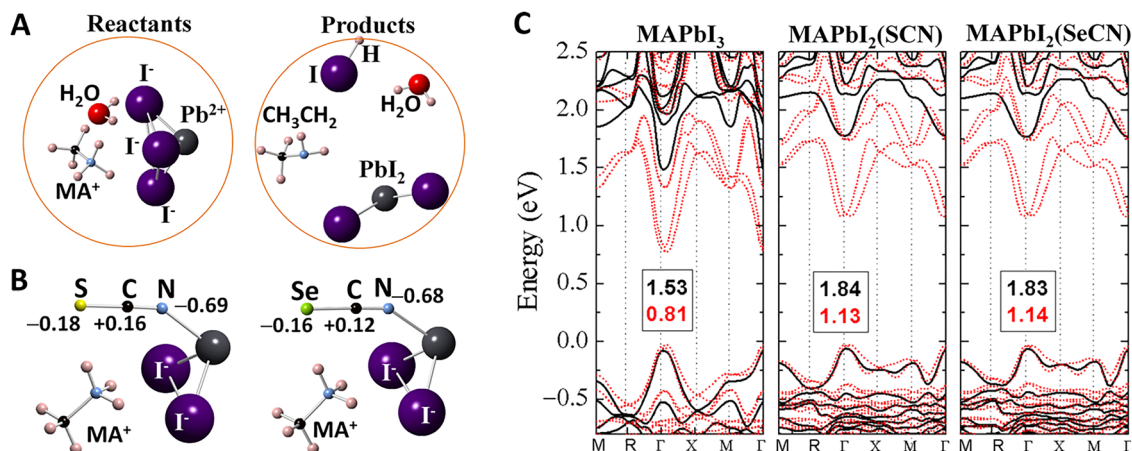 A
Reactants
Products
I-
H2O
Pb2+
I-
MA+
I-
I
H
H2O
CH3CH2
PbI2
B
S C N
−0.69
−0.18 +0.16
I-
I-
MA+
Se C N
−0.68
−0.16 +0.12
I-
I-
MA+
C
MAPbI3
MAPbI2(SCN)
MAPbI2(SeCN)
Energy (eV)
2.5
2.0
1.5
1.0
0.5
0.0
−0.5
1.53
0.81
1.84
1.13
1.83
1.14
M R Γ X M Γ
M R Γ X M Γ
M R Γ X M Γ